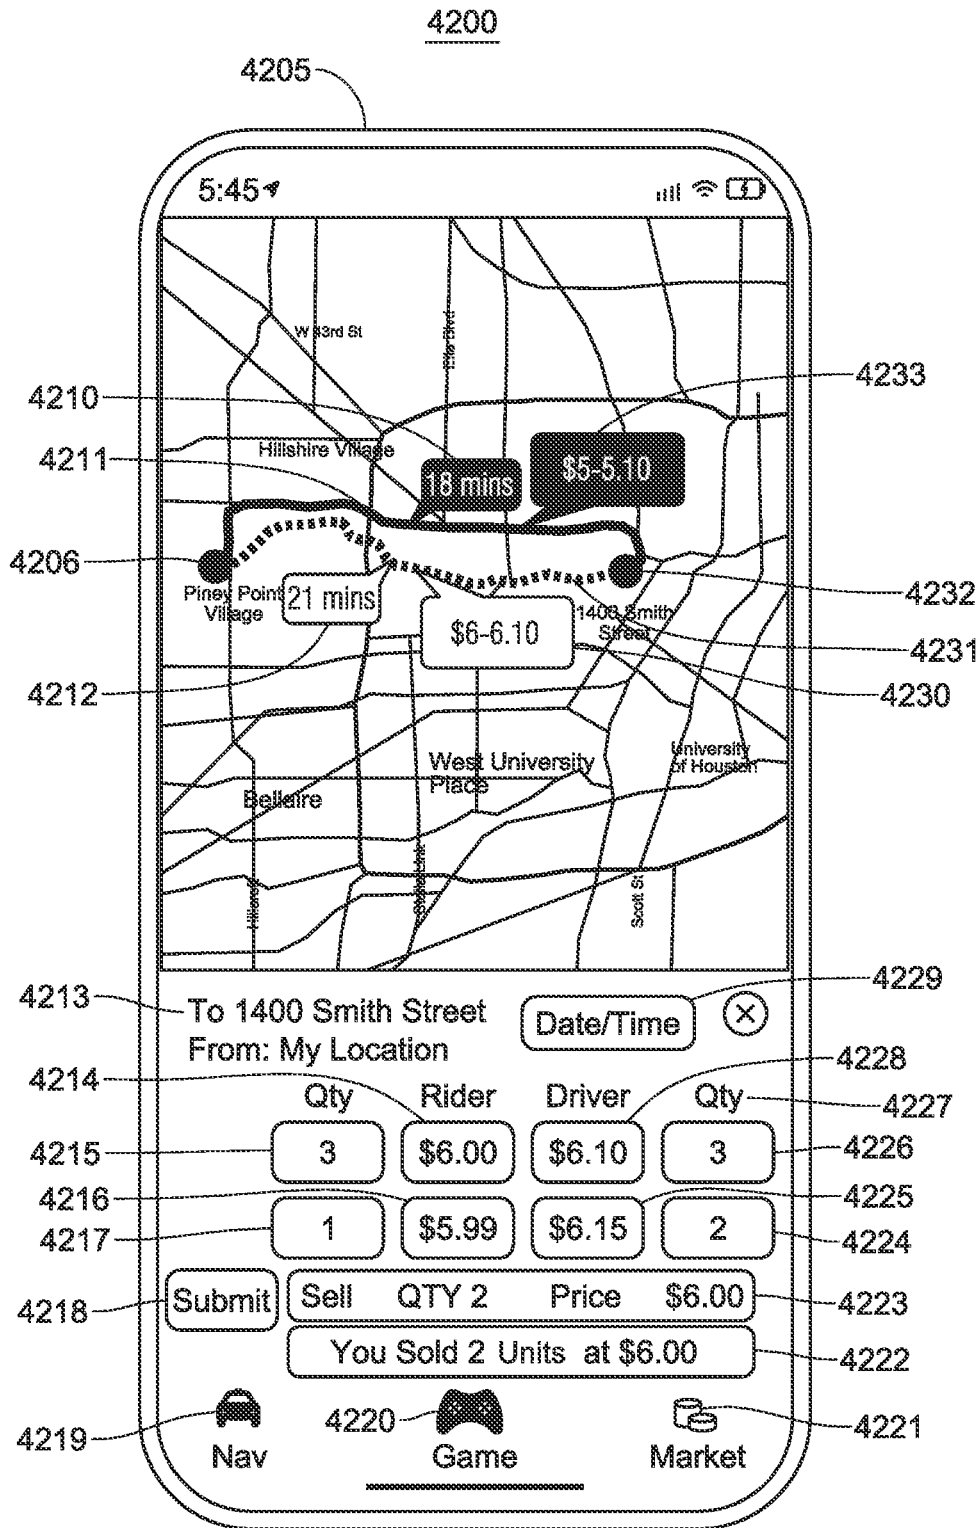 4200
4205
5:45
W 43rd St
Ella Blvd
4210
4233
4211
Hillshire Village
18 mins
$5-5.10
4206
4232
Piney Point
Village
21 mins
$6-6.10
1400 Smith
Street
4231
4212
4230
West University
Place
University
of Houston
Bellaire
Scott St
4213
To 1400 Smith Street
From: My Location
Date/Time
4229
4214
4228
Qty Rider Driver Qty
4227
4215
3 $6.00 $6.10 3
4226
4216
4225
4217
1 $5.99 $6.15 2
4224
4218
Submit
Sell QTY 2 Price $6.00
4223
You Sold 2 Units at $6.00
4222
4219
4220
4221
Nav Game Market